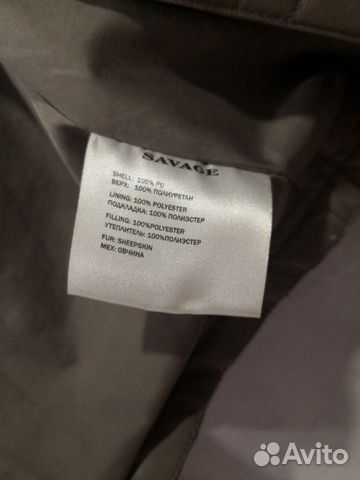 SAVAGE
SHELL: 100% PU
ВЕРХ: 100% ПОЛИУРЕТАН
LINING: 100% POLYESTER
ПОДКЛАДКА: 100% ПОЛИЭСТЕР
FILLING: 100%POLYESTER
УТЕПЛИТЕЛЬ: 100%ПОЛИЭСТЕР
FUR: SHEEPSKIN
МЕХ: ОВЧИНА
Avito